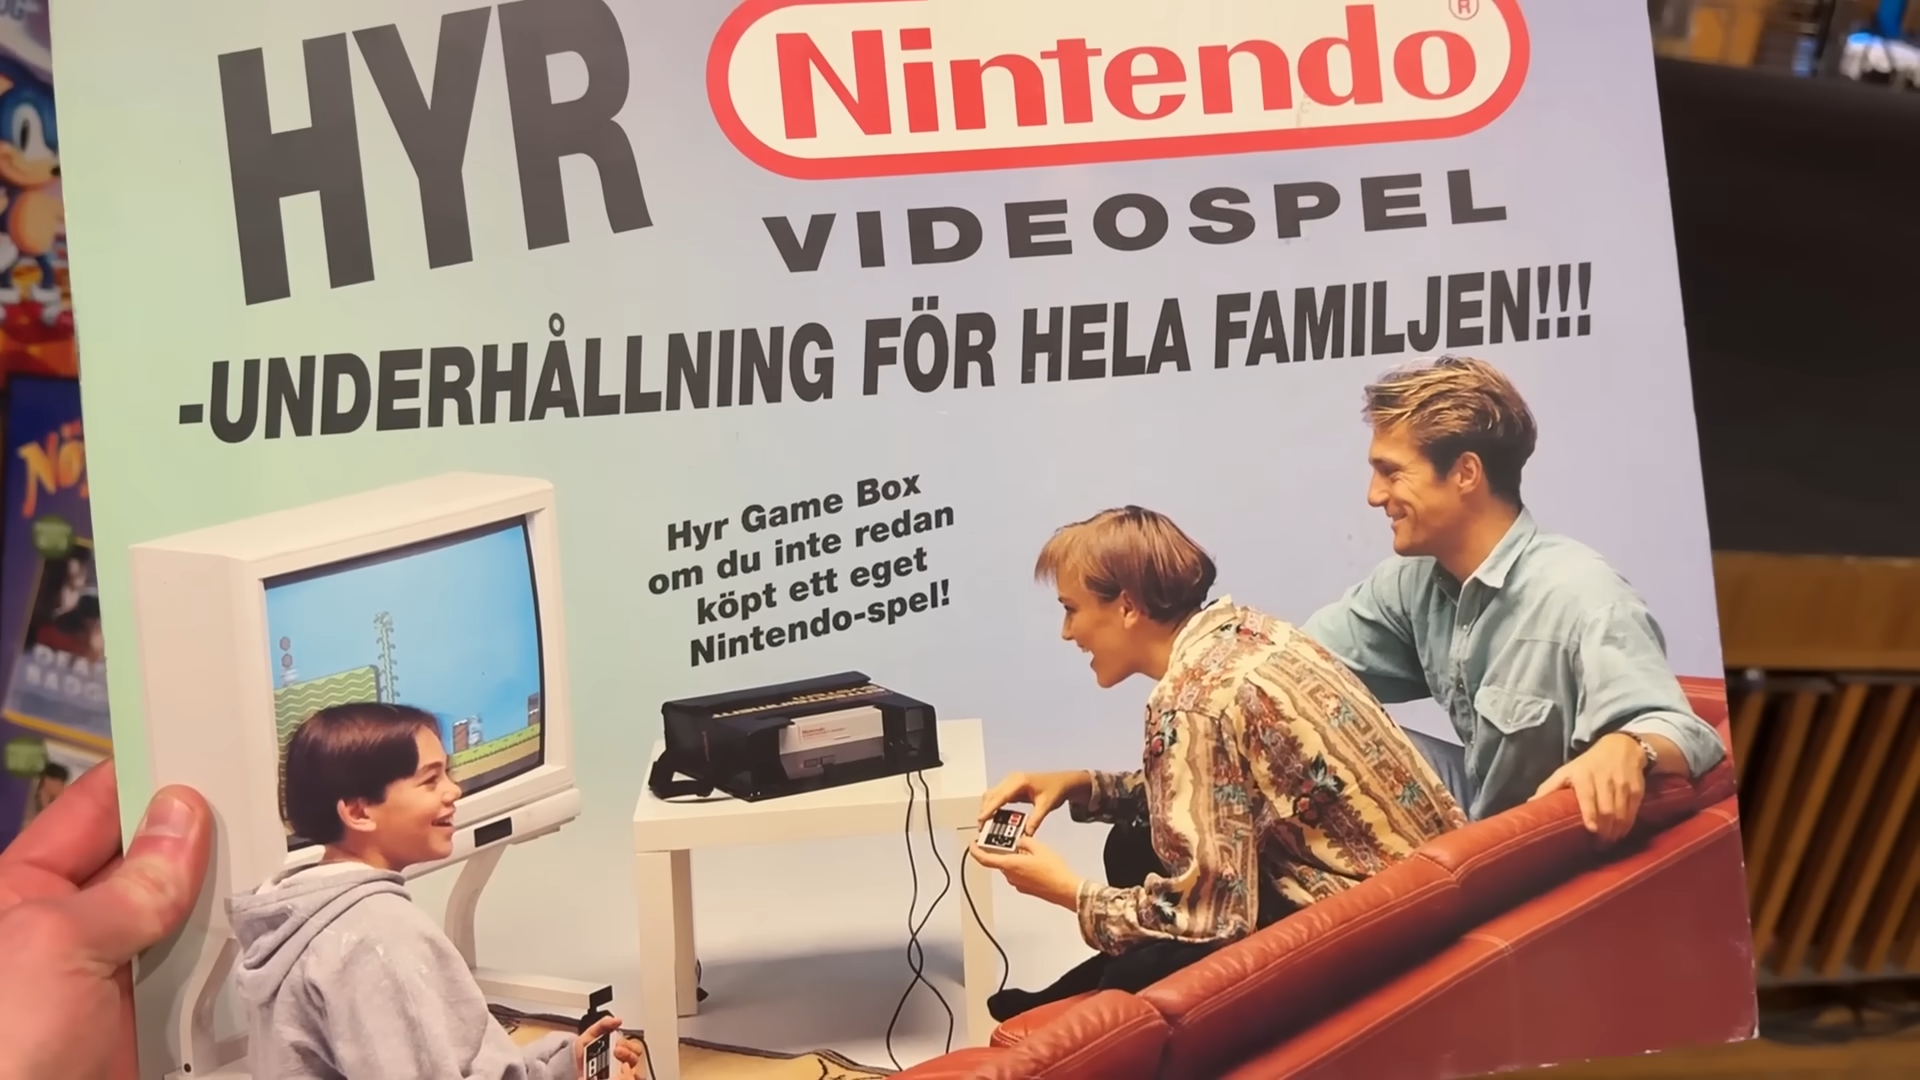 HYR
Nintendo®
VIDEOSPEL
-UNDERHÅLLNING FÖR HELA FAMILJEN!!!
Hyr Game Box
om du inte redan
köpt ett eget
Nintendo-spel!
Nintendo